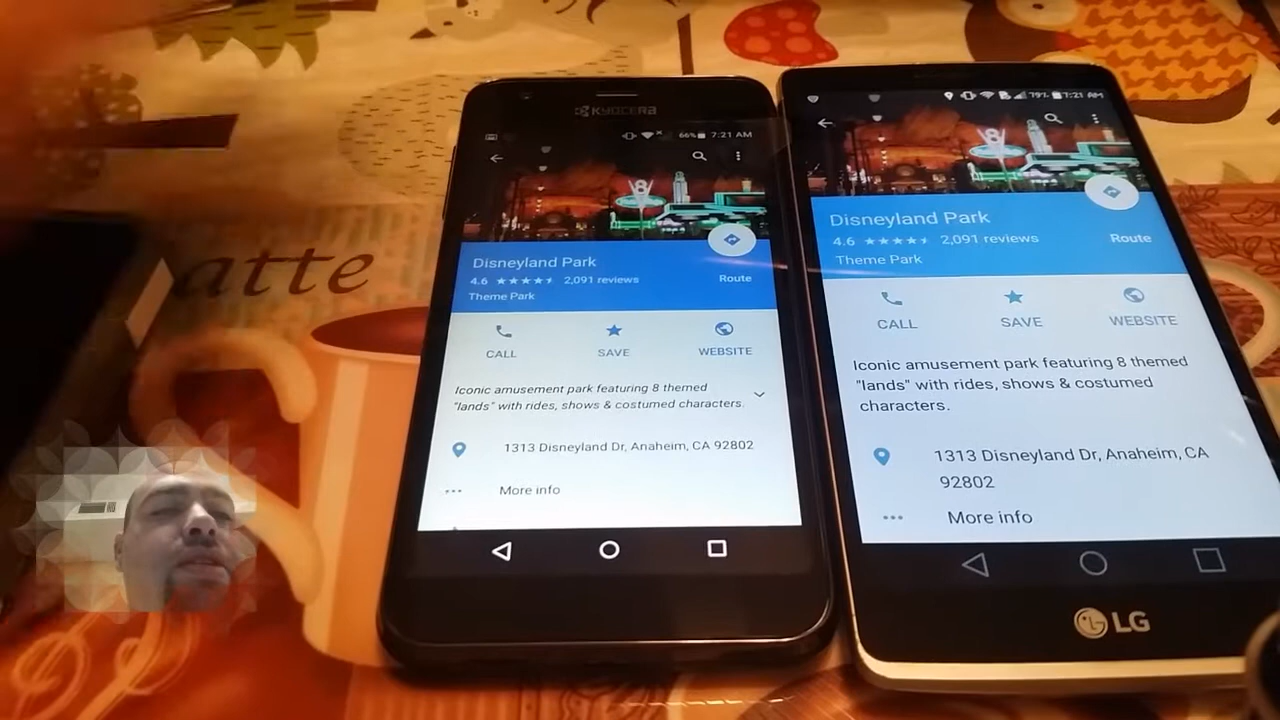 KYOCERA
66% 7:21 AM
Disneyland Park
4.6 2,091 reviews
Route
Theme Park
CALL
SAVE
WEBSITE
Iconic amusement park featuring 8 themed
"lands" with rides, shows & costumed characters.
1313 Disneyland Dr, Anaheim, CA 92802
More info
79% 7:21 AM
Disneyland Park
4.6 2,091 reviews
Route
Theme Park
CALL
SAVE
WEBSITE
Iconic amusement park featuring 8 themed
"lands" with rides, shows & costumed
characters.
1313 Disneyland Dr, Anaheim, CA
92802
More info
LG
atte
8
8